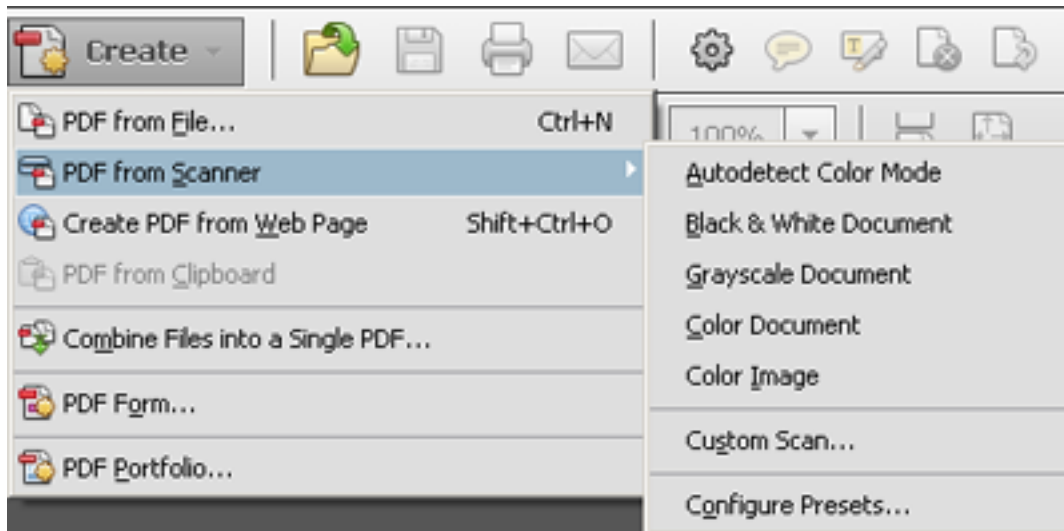 Create
PDF from File... Ctrl+N
100%
PDF from Scanner
Create PDF from Web Page Shift+Ctrl+O
PDF from Clipboard
Combine Files into a Single PDF...
PDF Form...
PDF Portfolio...
Autodetect Color Mode
Black & White Document
Grayscale Document
Color Document
Color Image
Custom Scan...
Configure Presets...